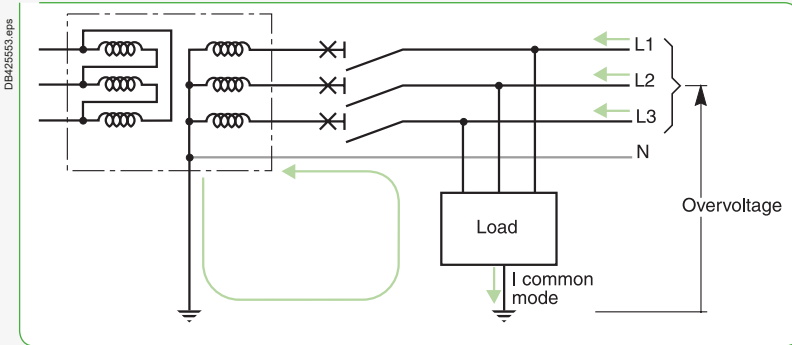 DB425553.eps
L1
L2
L3
N
Overvoltage
Load
I common
mode